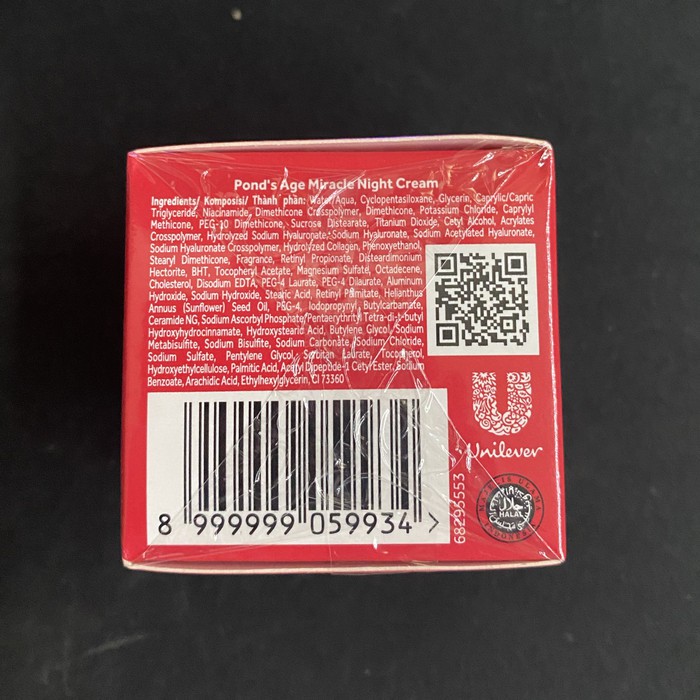 Pond's Age Miracle Night Cream
Ingredients/ Komposisi/ Thành phần: Water/Aqua, Cyclopentasiloxane, Glycerin, Caprylic/Capric
Triglyceride, Niacinamide, Dimethicone Crosspolymer, Dimethicone, Potassium Chloride, Caprylyl
Methicone, PEG-10 Dimethicone, Sucrose Distearate, Titanium Dioxide, Cetyl Alcohol, Acrylates
Crosspolymer, Hydrolyzed Sodium Hyaluronate, Sodium Hyaluronate, Sodium Acetylated Hyaluronate,
Sodium Hyaluronate Crosspolymer, Hydrolyzed Collagen, Phenoxyethanol,
Stearyl Dimethicone, Fragrance, Retinyl Propionate, Disteardimonium
Hectorite, BHT, Tocopheryl Acetate, Magnesium Sulfate, Octadecene,
Cholesterol, Disodium EDTA, PEG-4 Laurate, PEG-4 Dilaurate, Aluminum
Hydroxide, Sodium Hydroxide, Stearic Acid, Retinyl Palmitate, Helianthus
Annuus (Sunflower) Seed Oil, PEG-4, Iodopropynyl Butylcarbamate,
Ceramide NG, Sodium Ascorbyl Phosphate/Pentaerythrityl Tetra-di-t-butyl
Hydroxyhydrocinnamate, Hydroxystearic Acid, Butylene Glycol, Sodium
Metabisulfite, Sodium Bisulfite, Sodium Carbonate, Sodium Chloride,
Sodium Sulfate, Pentylene Glycol, Sorbitan Laurate, Tocopherol,
Hydroxyethylcellulose, Palmitic Acid, Acetyl Dipeptide-1 Cetyl Ester, Sodium
Benzoate, Arachidic Acid, Ethylhexylglycerin, CI 73360
Unilever
8 999999 059934 >
68295553
MAJELIS ULAMA
حلال
HALAL
INDONESIA